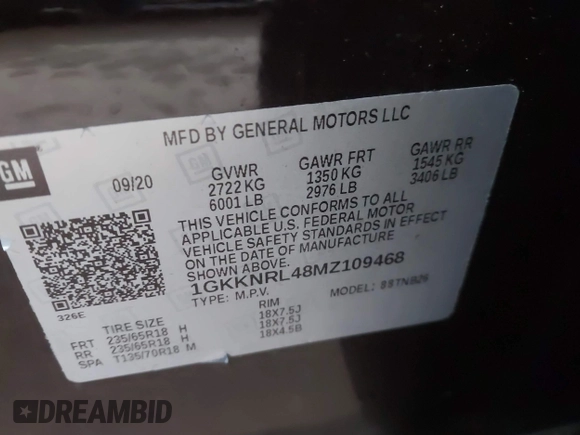 GM
MFD BY GENERAL MOTORS LLC
09/20 GVWR GAWR FRT GAWR RR
2722 KG 1350 KG 1545 KG
6001 LB 2976 LB 3406 LB
THIS VEHICLE CONFORMS TO ALL
APPLICABLE U.S. FEDERAL MOTOR
VEHICLE SAFETY STANDARDS IN EFFECT
ON THE DATE OF MANUFACTURE
SHOWN ABOVE.
1GKKNRL48MZ109468
TYPE: M.P.V. MODEL: 88TNB26
326E
TIRE SIZE RIM
FRT 235/65R18 H 18X7.5J
RR 235/65R18 H 18X7.5J
SPA T135/70R18 M 18X4.5B
DREAMBID